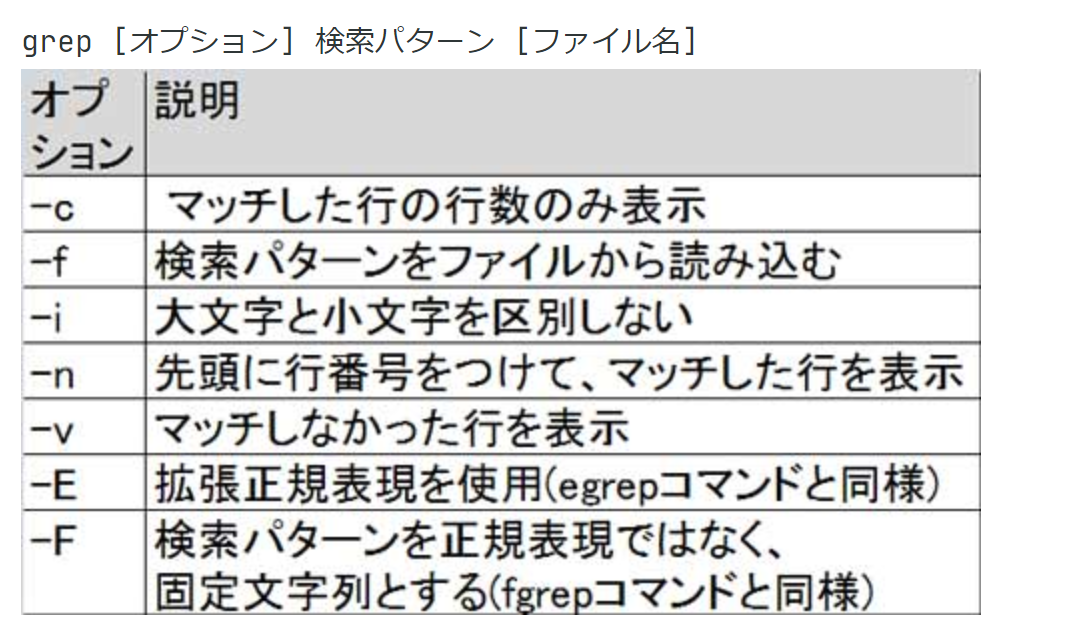 grep [オプション] 検索パターン [ファイル名]
オプ
ション
説明
-c
マッチした行の行数のみ表示
-f
検索パターンをファイルから読み込む
-i
大文字と小文字を区別しない
-n
先頭に行番号をつけて、マッチした行を表示
-v
マッチしなかった行を表示
-E
拡張正規表現を使用(egrepコマンドと同様)
-F
検索パターンを正規表現ではなく、
固定文字列とする(fgrepコマンドと同様)